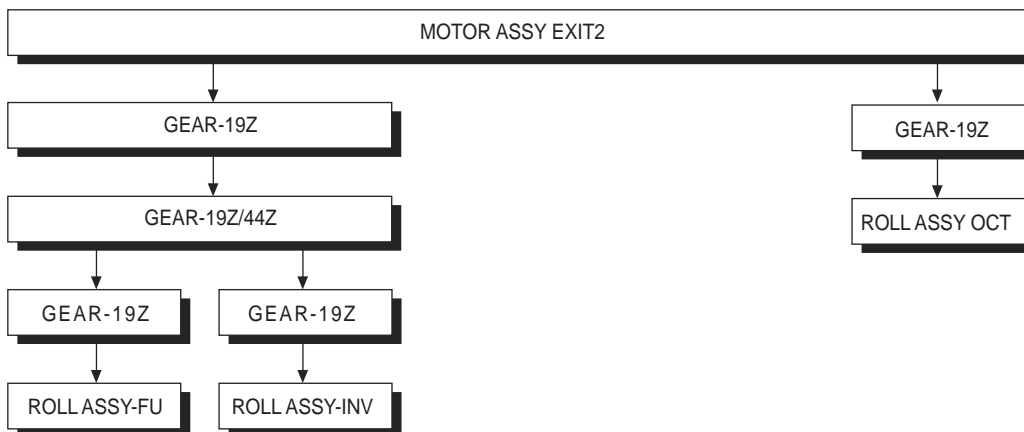 MOTOR ASSY EXIT2
GEAR-19Z
GEAR-19Z
GEAR-19Z/44Z
ROLL ASSY OCT
GEAR-19Z
GEAR-19Z
ROLL ASSY-FU
ROLL ASSY-INV